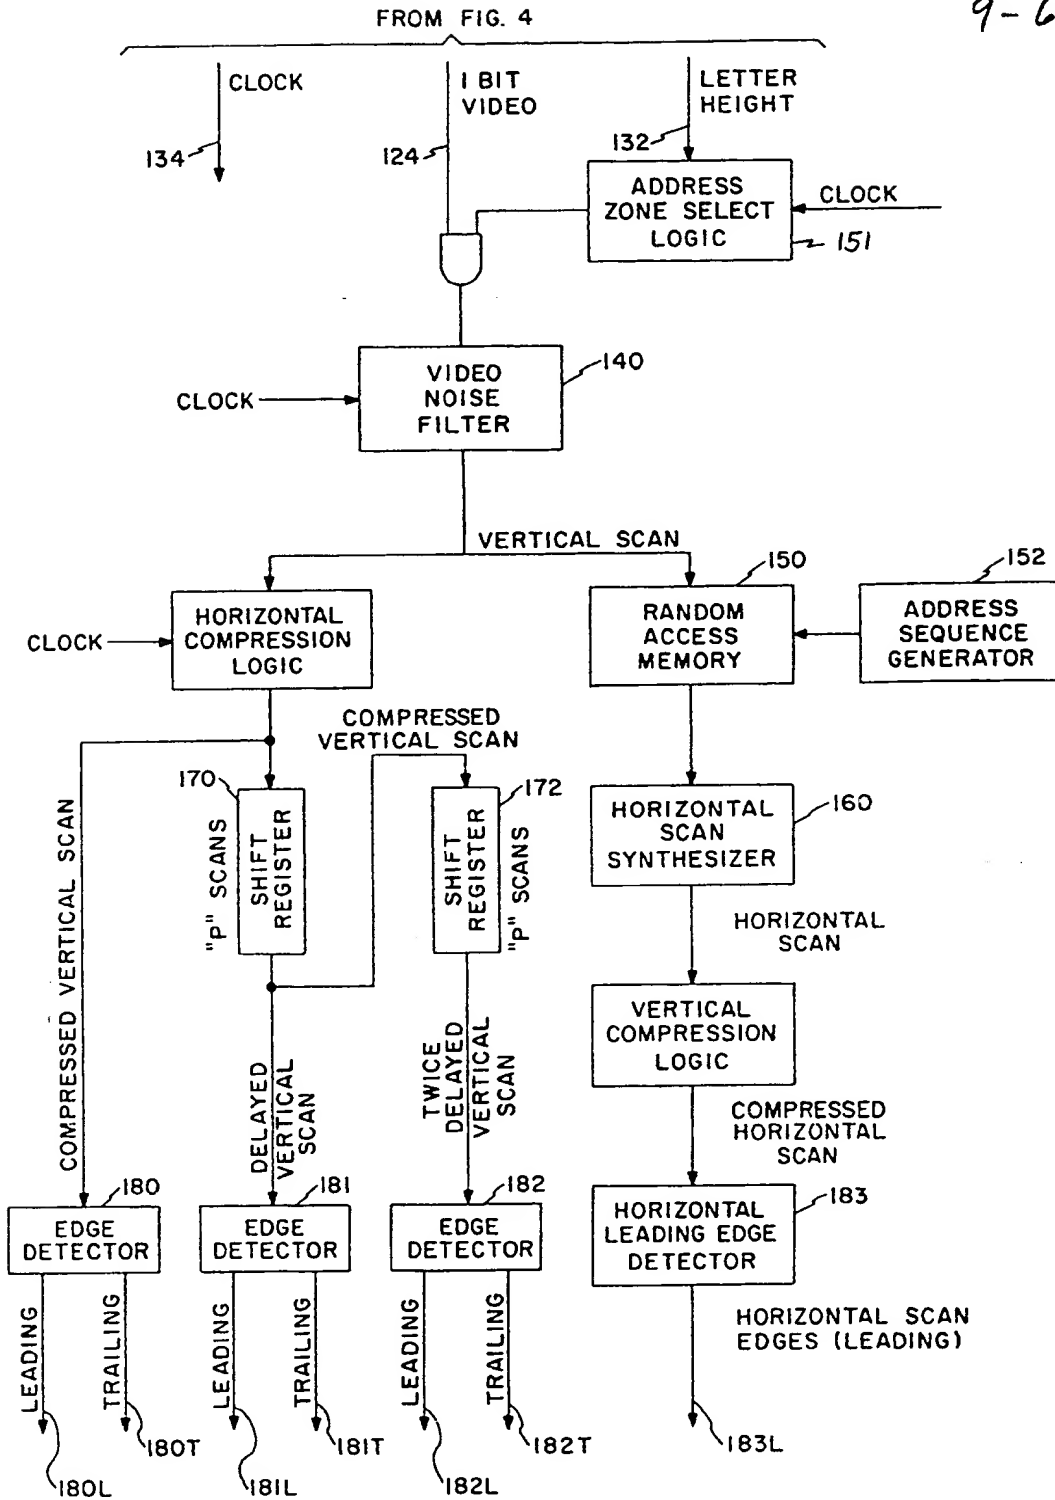 FROM FIG. 4
9-6
CLOCK
1 BIT
VIDEO
LETTER
HEIGHT
134
124
132
ADDRESS
ZONE SELECT
LOGIC
CLOCK
151
VIDEO
NOISE
FILTER
140
CLOCK
VERTICAL SCAN
HORIZONTAL
COMPRESSION
LOGIC
CLOCK
150
RANDOM
ACCESS
MEMORY
152
ADDRESS
SEQUENCE
GENERATOR
COMPRESSED
VERTICAL SCAN
170
SHIFT
REGISTER
"P" SCANS
172
SHIFT
REGISTER
"P" SCANS
160
HORIZONTAL
SCAN
SYNTHESIZER
HORIZONTAL
SCAN
VERTICAL
COMPRESSION
LOGIC
COMPRESSED VERTICAL SCAN
DELAYED
VERTICAL
SCAN
TWICE
DELAYED
VERTICAL
SCAN
COMPRESSED
HORIZONTAL
SCAN
180
EDGE
DETECTOR
181
EDGE
DETECTOR
182
EDGE
DETECTOR
183
HORIZONTAL
LEADING EDGE
DETECTOR
LEADING
TRAILING
LEADING
TRAILING
LEADING
TRAILING
HORIZONTAL SCAN
EDGES (LEADING)
180L
180T
181L
181T
182L
182T
183L